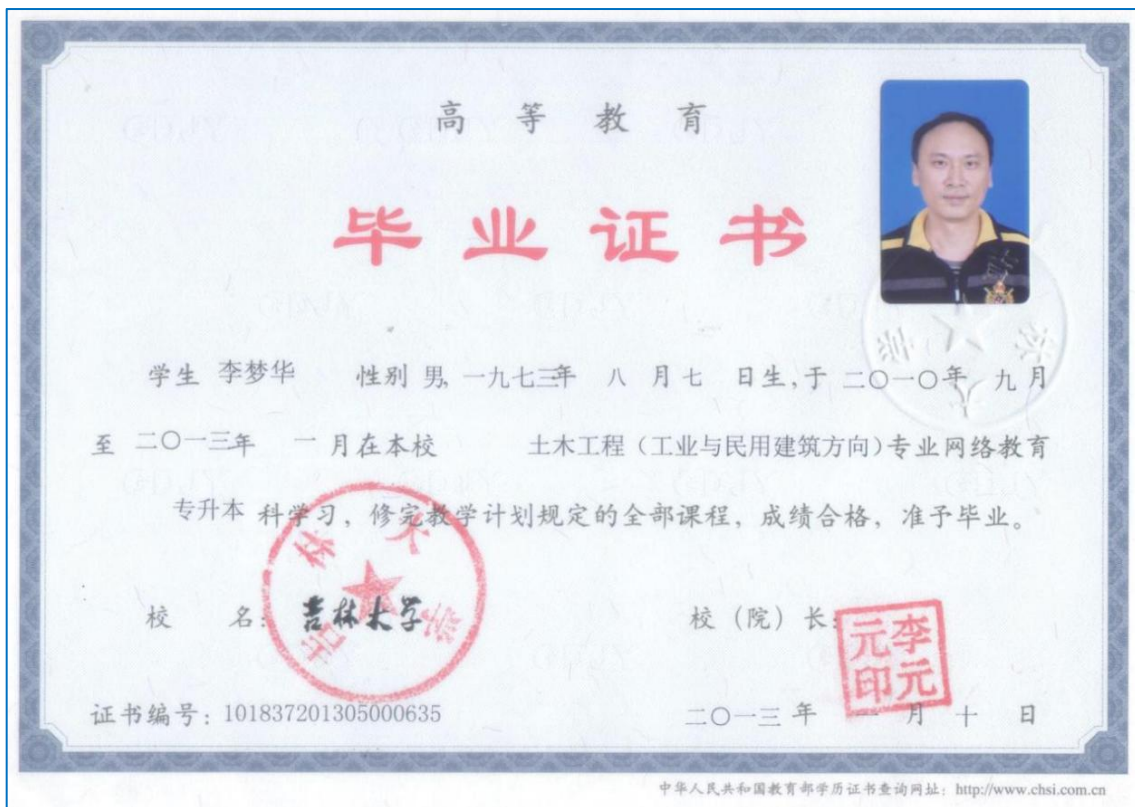 高等教育
毕业证书
学生 李梦华 性别 男, 一九七三年 八 月 七 日生, 于 二〇一〇年 九 月
至 二〇一三年 一 月在本校 土木工程（工业与民用建筑方向）专业网络教育
专升本 科学习, 修完教学计划规定的全部课程, 成绩合格, 准予毕业。
校 名: 吉林大学
吉林大学
校（院）长:
李元元印
证书编号: 101837201305000635
二〇一三 年 一 月 十 日
中华人民共和国教育部学历证书查询网址: http://www.chsi.com.cn